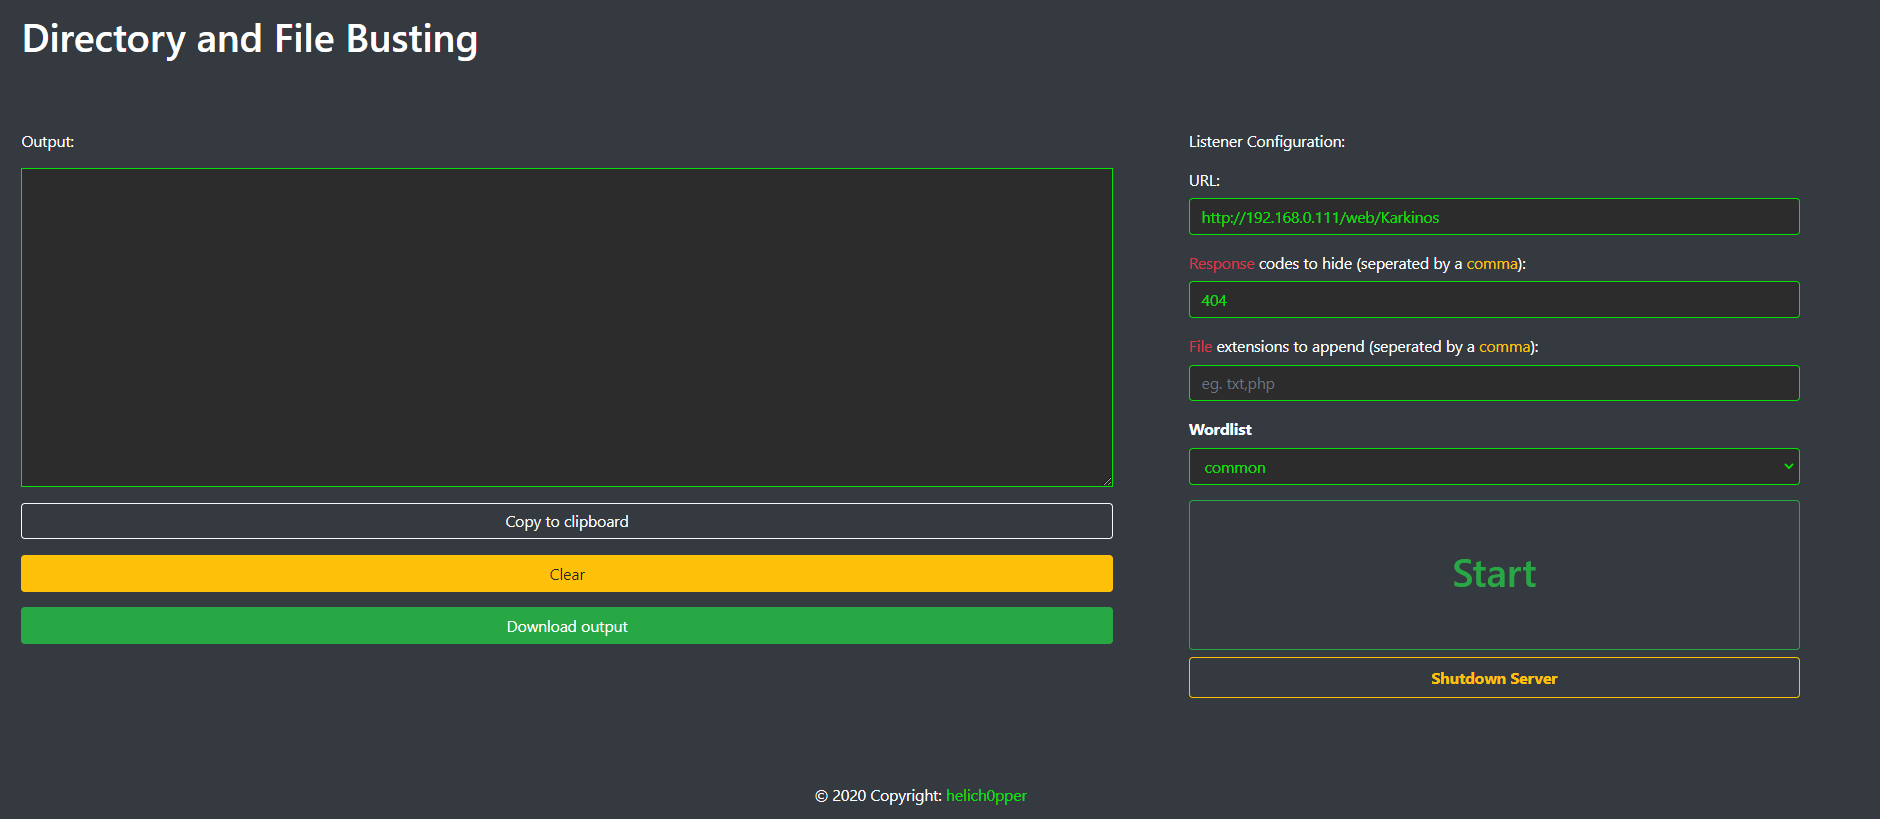 Directory and File Busting
Output:
Copy to clipboard
Clear
Download output
Listener Configuration:
URL:
http://192.168.0.111/web/Karkinos
Response codes to hide (seperated by a comma):
404
File extensions to append (seperated by a comma):
eg. txt,php
Wordlist
common
Start
Shutdown Server
© 2020 Copyright: helich0pper